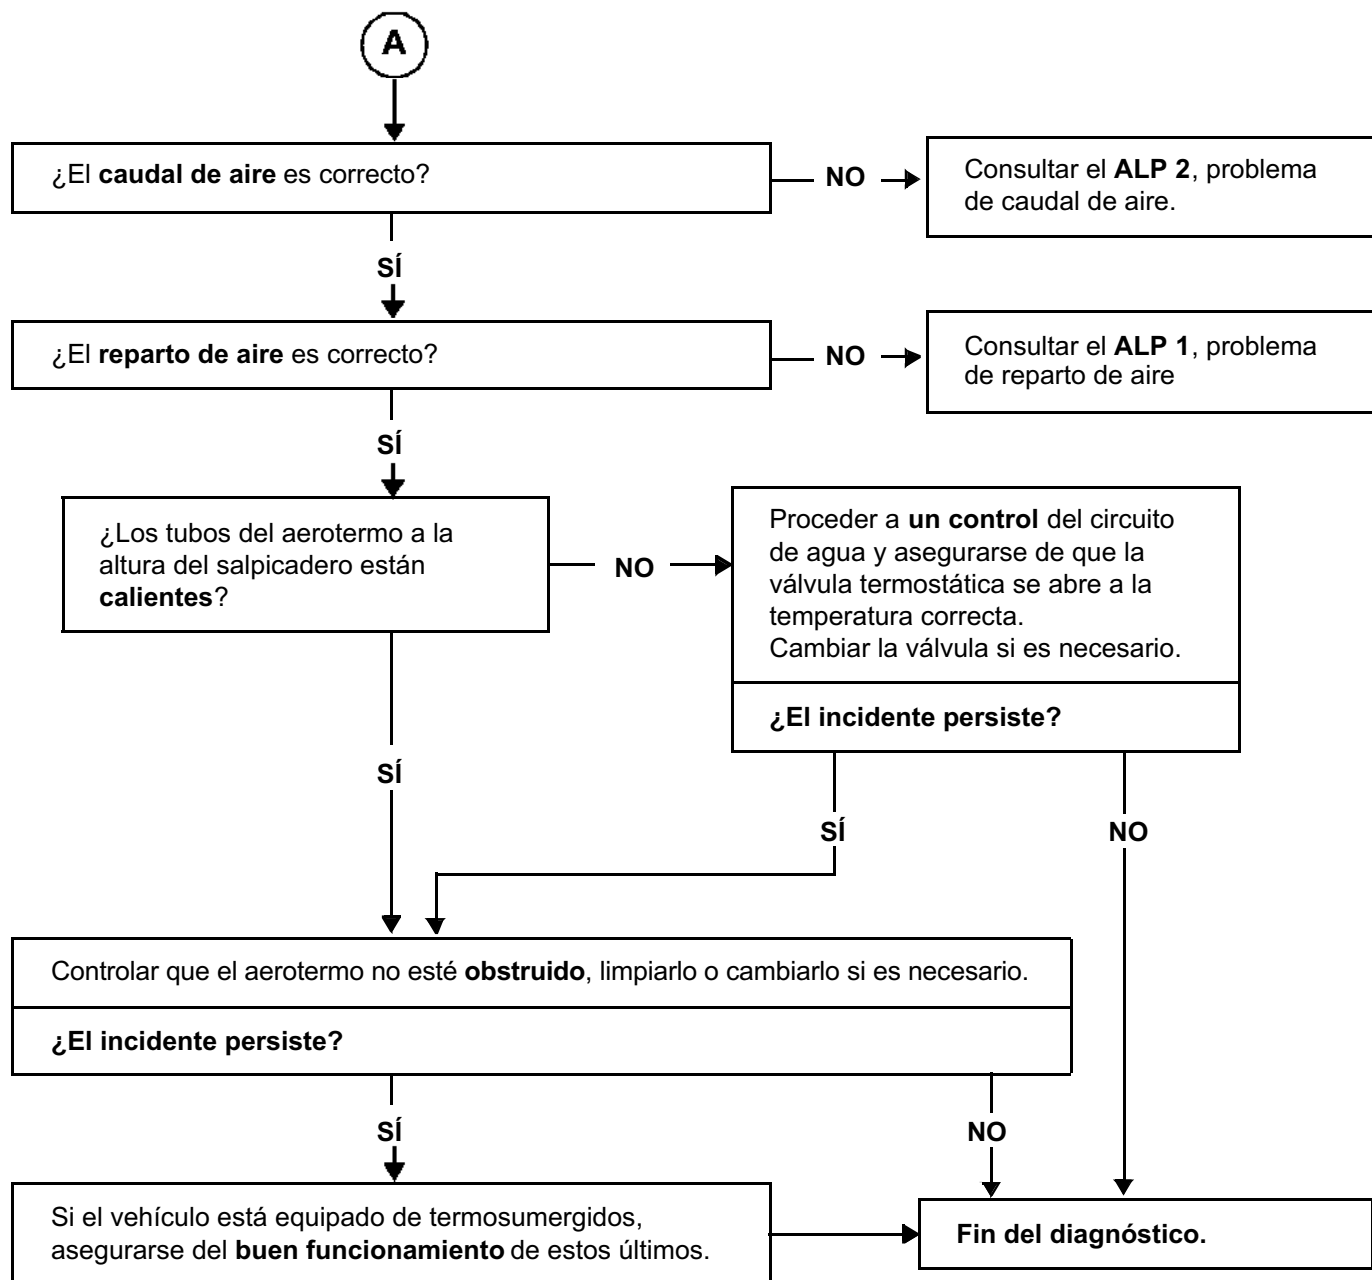 A
¿El caudal de aire es correcto?
NO
Consultar el ALP 2, problema
de caudal de aire.
SÍ
¿El reparto de aire es correcto?
NO
Consultar el ALP 1, problema
de reparto de aire
SÍ
¿Los tubos del aerotermo a la
altura del salpicadero están
calientes?
NO
Proceder a un control del circuito
de agua y asegurarse de que la
válvula termostática se abre a la
temperatura correcta.
Cambiar la válvula si es necesario.
¿El incidente persiste?
SÍ
SÍ
NO
Controlar que el aerotermo no esté obstruido, limpiarlo o cambiarlo si es necesario.
¿El incidente persiste?
SÍ
NO
Si el vehículo está equipado de termosumergidos,
asegurarse del buen funcionamiento de estos últimos.
Fin del diagnóstico.